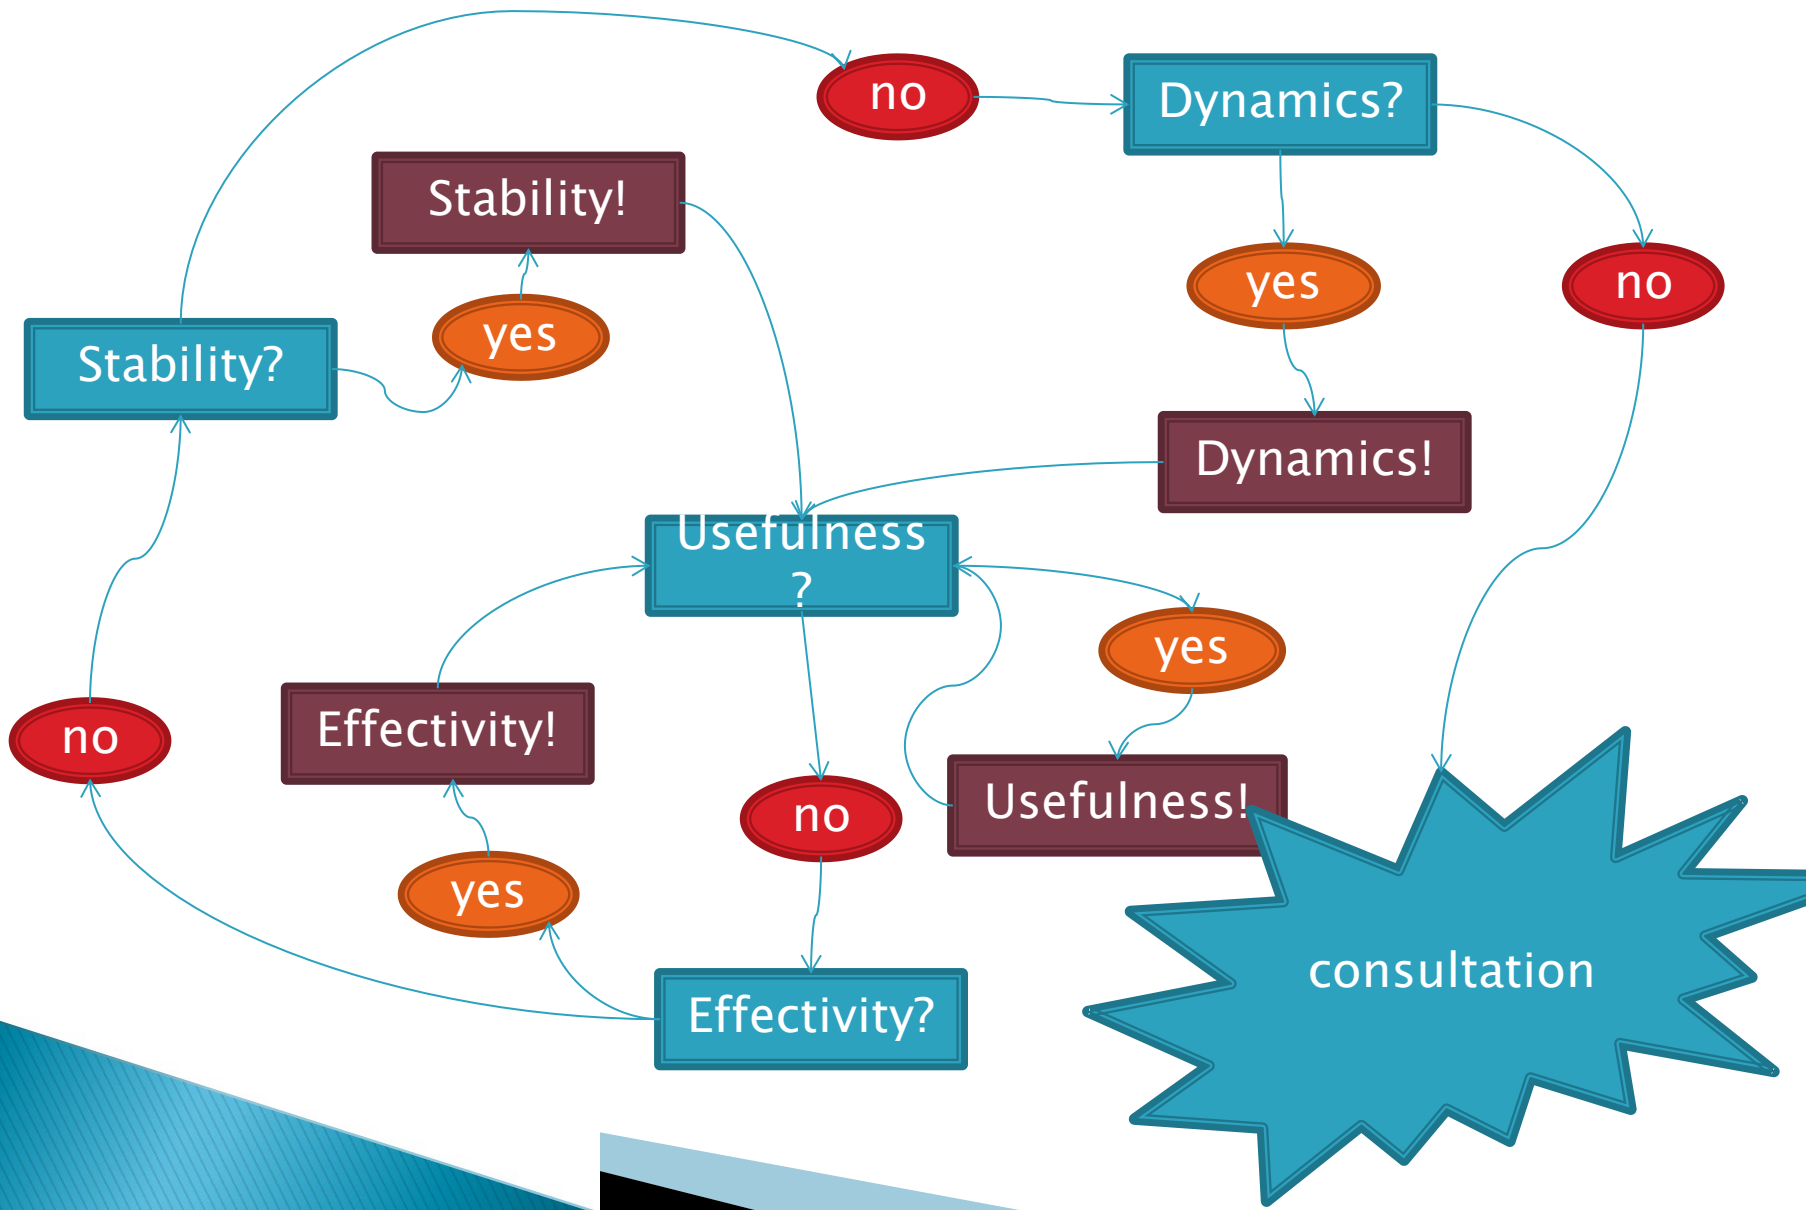 no
Dynamics?
Stability!
yes
no
yes
Stability?
Dynamics!
Usefulness
?
yes
Effectivity!
no
Usefulness!
no
yes
consultation
Effectivity?